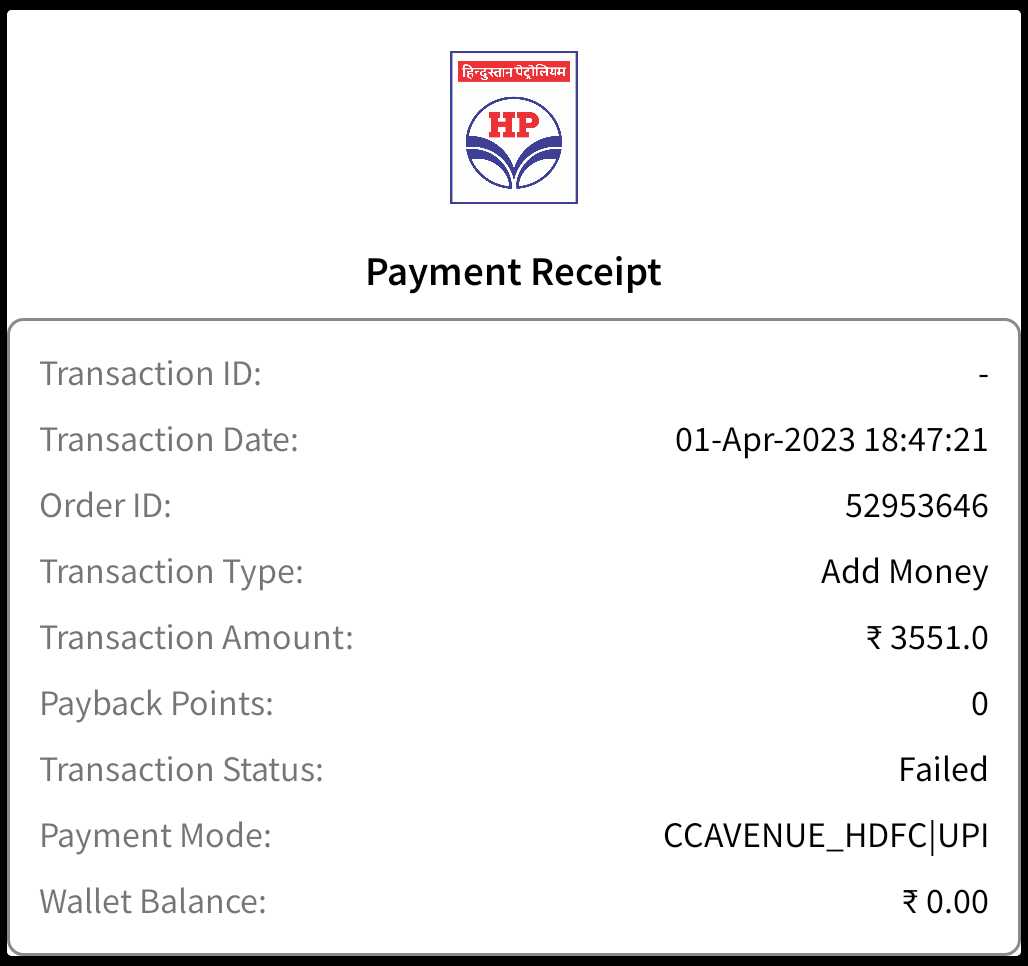 हिन्दुस्तान पेट्रोलियम
HP
Payment Receipt
Transaction ID: -
Transaction Date: 01-Apr-2023 18:47:21
Order ID: 52953646
Transaction Type: Add Money
Transaction Amount: ₹ 3551.0
Payback Points: 0
Transaction Status: Failed
Payment Mode: CCAVENUE_HDFC|UPI
Wallet Balance: ₹ 0.00